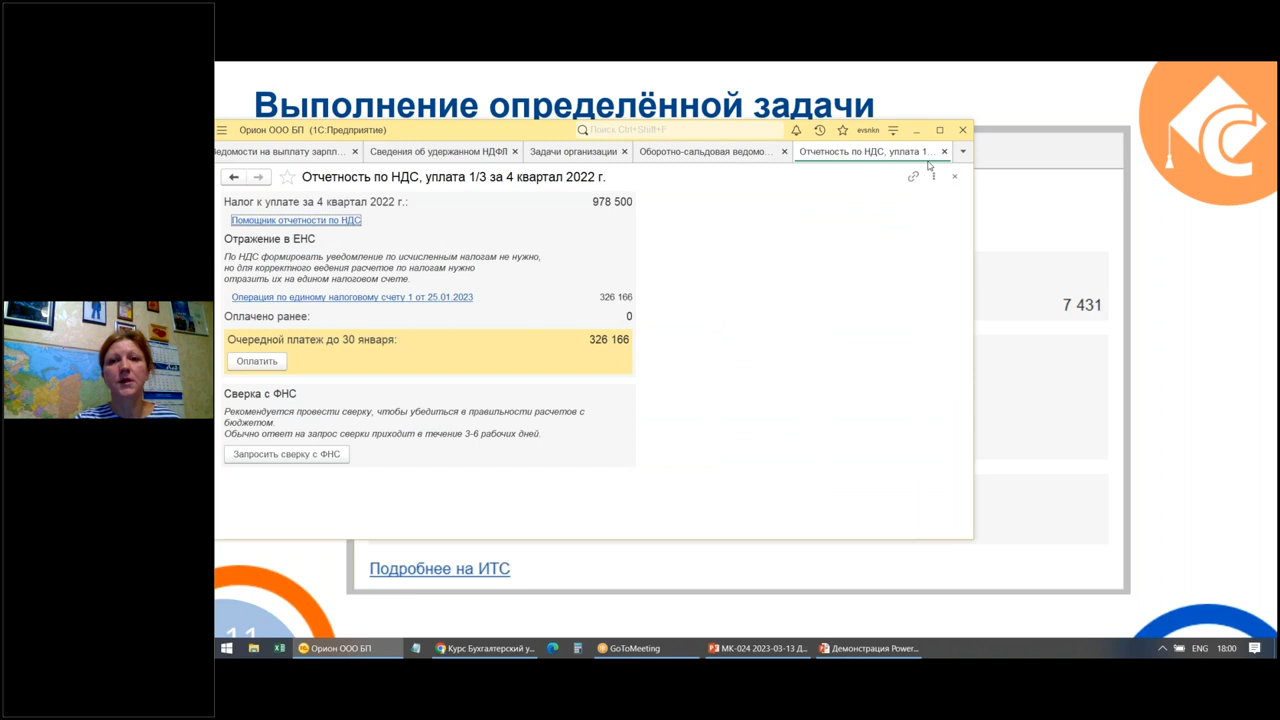 Выполнение определённой задачи
Орион ООО БП (1С:Предприятие)
Поиск Ctrl+Shift+F
evsnkn
едомости на выплату зарпл...
Сведения об удержанном НДФЛ
Задачи организации
Оборотно-сальдовая ведомо...
Отчетность по НДС, уплата 1...
Отчетность по НДС, уплата 1/3 за 4 квартал 2022 г.
Налог к уплате за 4 квартал 2022 г.: 978 500
Помощник отчетности по НДС
Отражение в ЕНС
По НДС формировать уведомление по исчисленным налогам не нужно,
но для корректного ведения расчетов по налогам нужно
отразить их на едином налоговом счете.
Операция по единому налоговому счету 1 от 25.01.2023 326 166
Оплачено ранее: 0
Очередной платеж до 30 января: 326 166
Оплатить
Сверка с ФНС
Рекомендуется провести сверку, чтобы убедиться в правильности расчетов с
бюджетом.
Обычно ответ на запрос сверки приходит в течение 3-6 рабочих дней.
Запросить сверку с ФНС
7 431
Подробнее на ИТС
11
Орион ООО БП
Курс Бухгалтерский у...
GoToMeeting
МК-024 2023-03-13 Д...
Демонстрация Power...
ENG
18:00